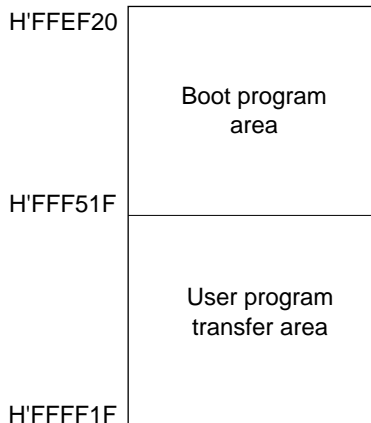 H'FFEF20
Boot program
area
H'FFF51F
User program
transfer area
H'FFFF1F